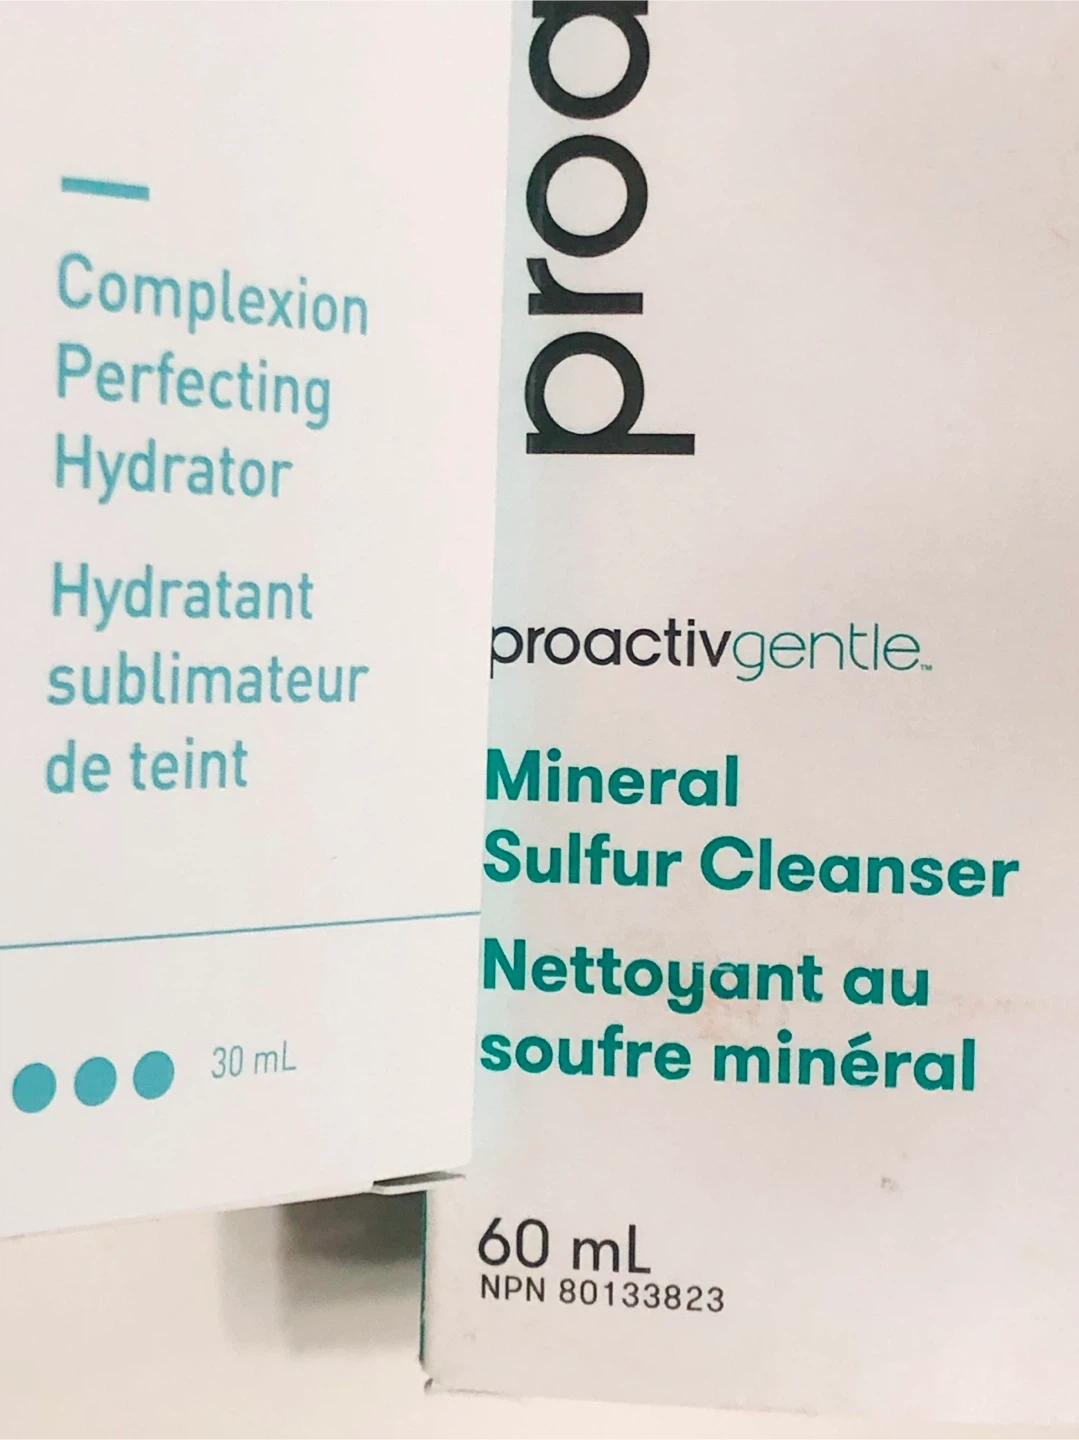 Complexion
Perfecting
Hydrator
Hydratant
sublimateur
de teint
30 mL
proactivgentle™
Mineral
Sulfur Cleanser
Nettoyant au
soufre minéral
60 mL
NPN 80133823